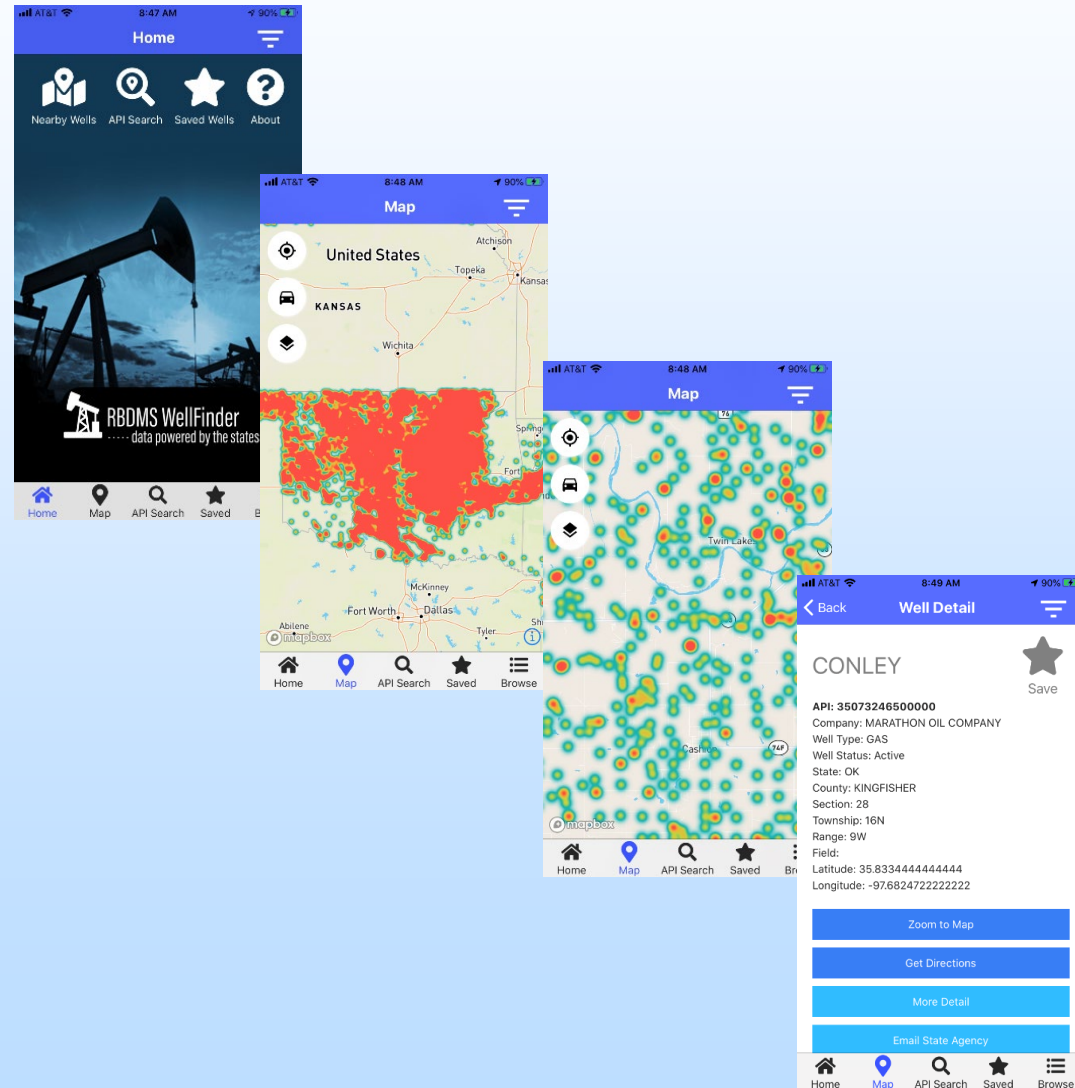 AT&T 8:47 AM 90%
Home
Nearby Wells API Search Saved Wells About
RBDMS WellFinder
data powered by the states
Home Map API Search Saved
AT&T 8:48 AM 90%
Map
United States
Atchison
Topeka
Kansas
KANSAS
Wichita
McKinney
Fort Worth Dallas
Abilene
Tyler
mapbox
Home Map API Search Saved Browse
AT&T 8:48 AM 90%
Map
74
Twin Lakes
Cashion
74F
mapbox
Home Map API Search Saved
AT&T 8:49 AM 90%
Back Well Detail
CONLEY
Save
API: 35073246500000
Company: MARATHON OIL COMPANY
Well Type: GAS
Well Status: Active
State: OK
County: KINGFISHER
Section: 28
Township: 16N
Range: 9W
Field:
Latitude: 35.8334444444444
Longitude: -97.6824722222222
Zoom to Map
Get Directions
More Detail
Email State Agency
Home Map API Search Saved Browse